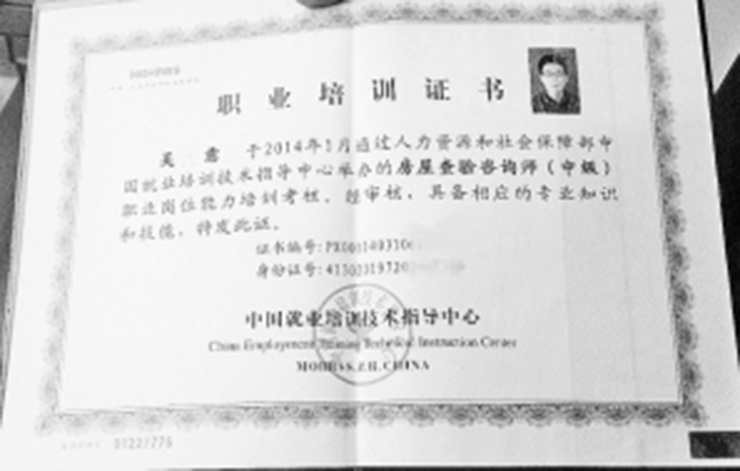 职业培训证书
于2014年1月通过人力资源和社会保障部中
国就业培训技术指导中心举办的房屋查验咨询师(中级)
职业岗位能力培训考核。经审核,具备相应的专业知识
和技能,特发此证。
证书编号:
身份证号:
中国就业培训技术指导中心
China Employment Training Technical Instruction Center
MOHRSS.P.R.CHINA
01221776